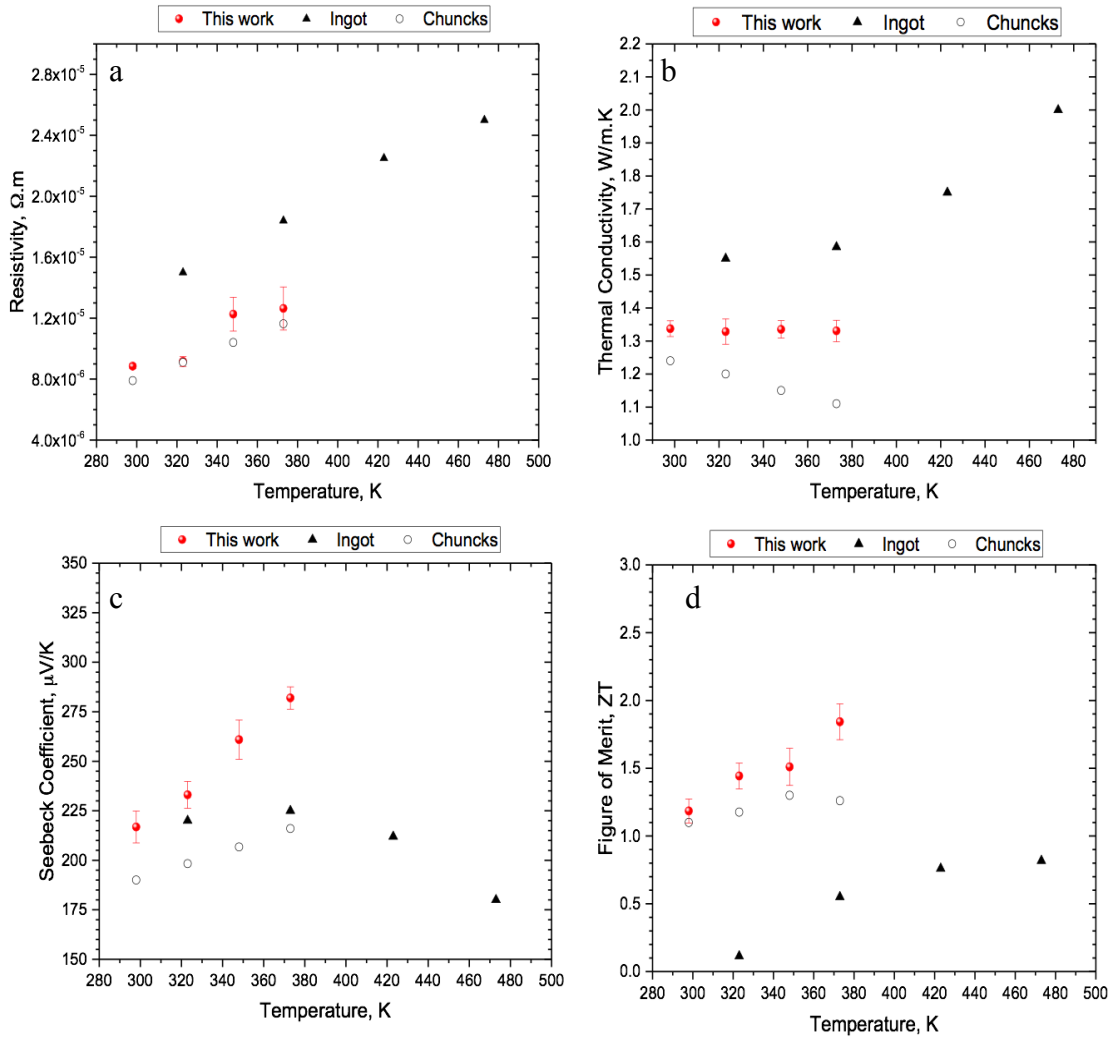 This work Ingot Chuncks
a
2.8x10⁻⁵
2.4x10⁻⁵
2.0x10⁻⁵
1.6x10⁻⁵
1.2x10⁻⁵
8.0x10⁻⁶
4.0x10⁻⁶
Resistivity, Ω.m
280 300 320 340 360 380 400 420 440 460 480 500
Temperature, K
This work Ingot Chuncks
b
2.2
2.1
2.0
1.9
1.8
1.7
1.6
1.5
1.4
1.3
1.2
1.1
1.0
Thermal Conductivity, W/m.K
300 320 340 360 380 400 420 440 460 480
Temperature, K
This work Ingot Chuncks
c
350
325
300
275
250
225
200
175
150
Seebeck Coefficient, μV/K
280 300 320 340 360 380 400 420 440 460 480 500
Temperature, K
This work Ingot Chuncks
d
3.0
2.5
2.0
1.5
1.0
0.5
0.0
Figure of Merit, ZT
280 300 320 340 360 380 400 420 440 460 480 500
Temperature, K